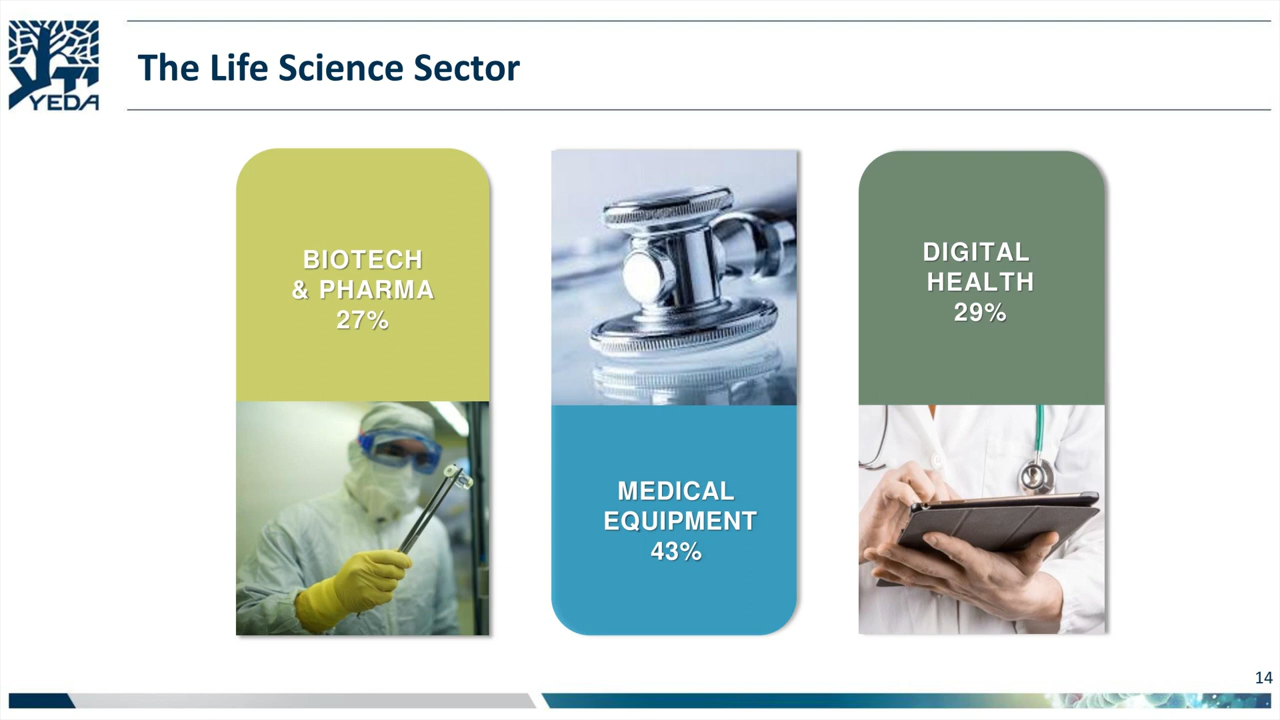 YEDA
The Life Science Sector
BIOTECH
& PHARMA
27%
MEDICAL
EQUIPMENT
43%
DIGITAL
HEALTH
29%
14